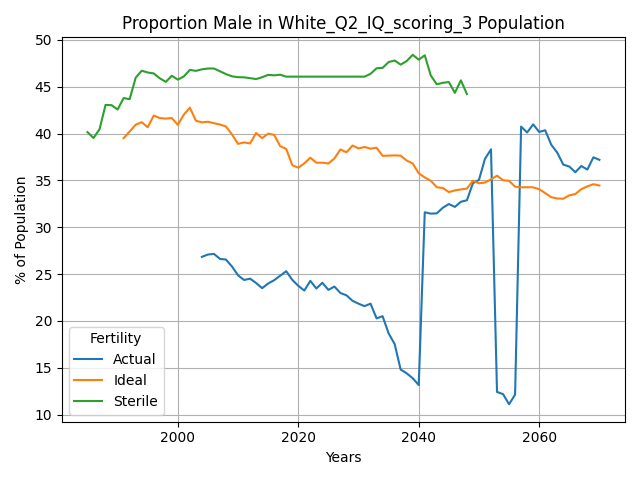 Proportion Male in White_Q2_IQ_scoring_3 Population
% of Population
50
45
40
35
30
25
20
15
10
Fertility
Actual
Ideal
Sterile
2000
2020
2040
2060
Years